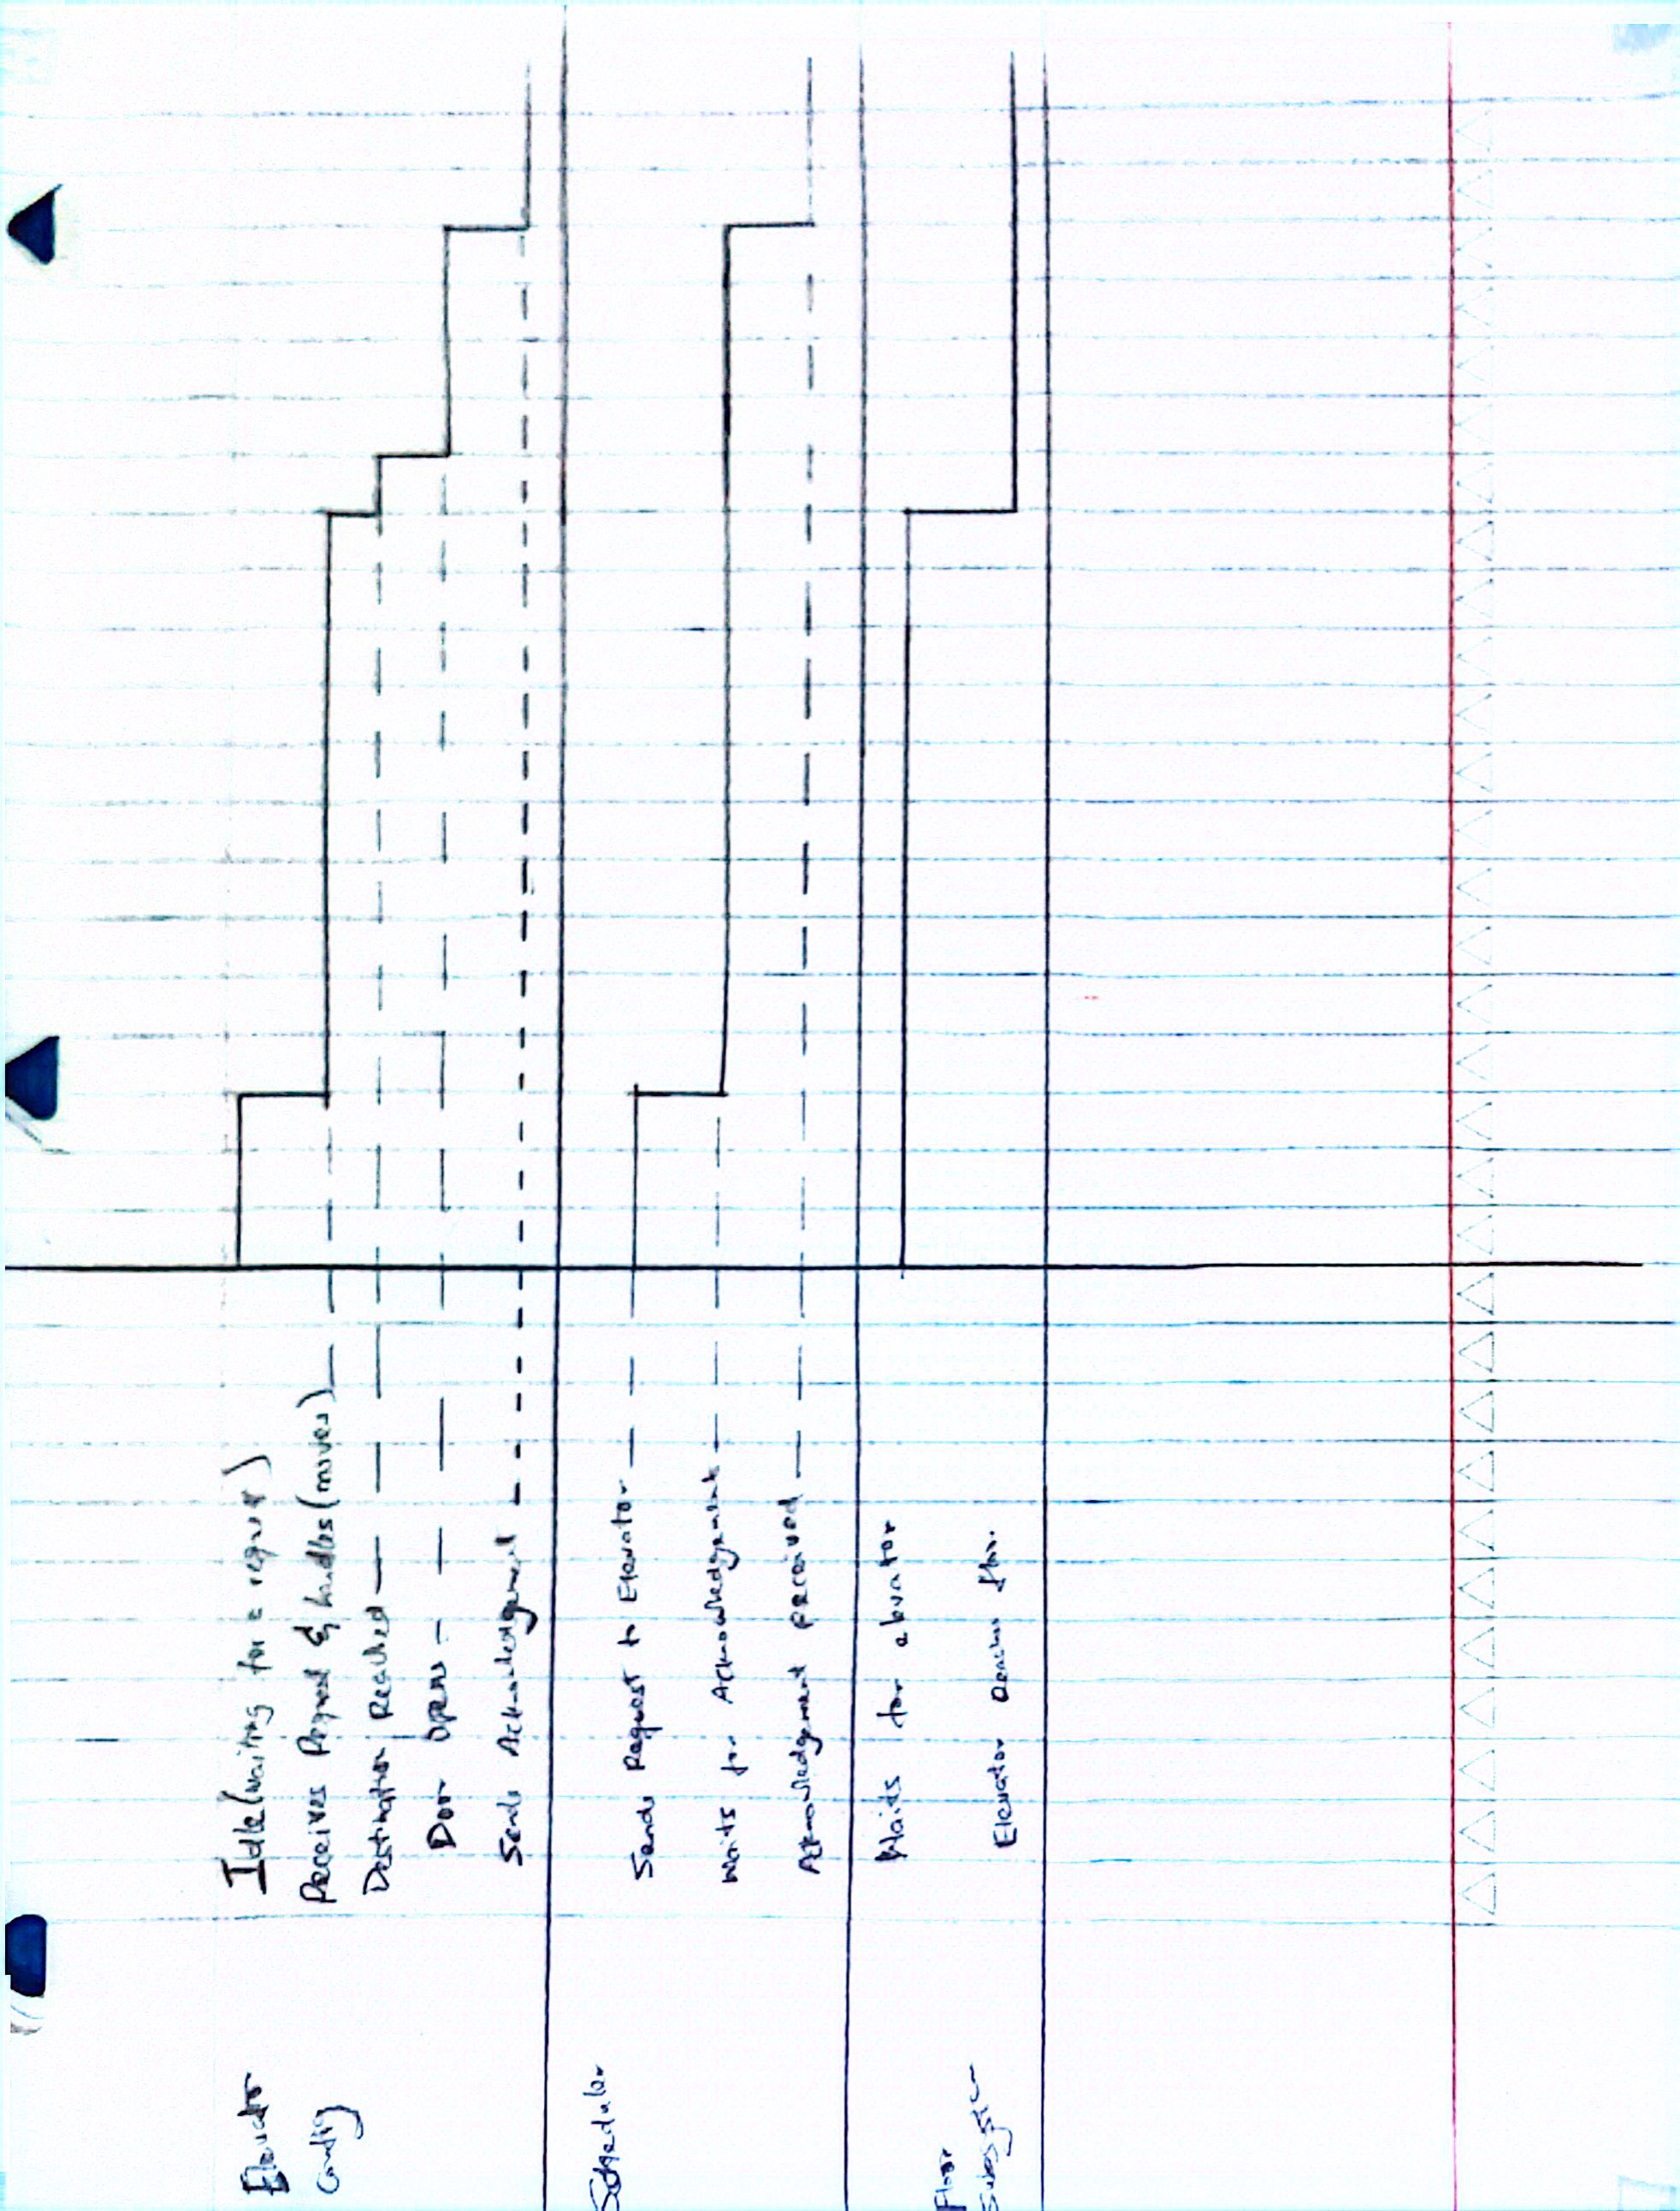 Elevator
Config
Idle (waiting for a request)
Receives Request & handles (moves)
Destination Reached
Door Opens
Sends Acknowledgement
Scheduler
Sends Request to Elevator
Waits for Acknowledgement
Acknowledgement received
Waits for elevator
Floor
Subsystem
Elevator Reaches floor